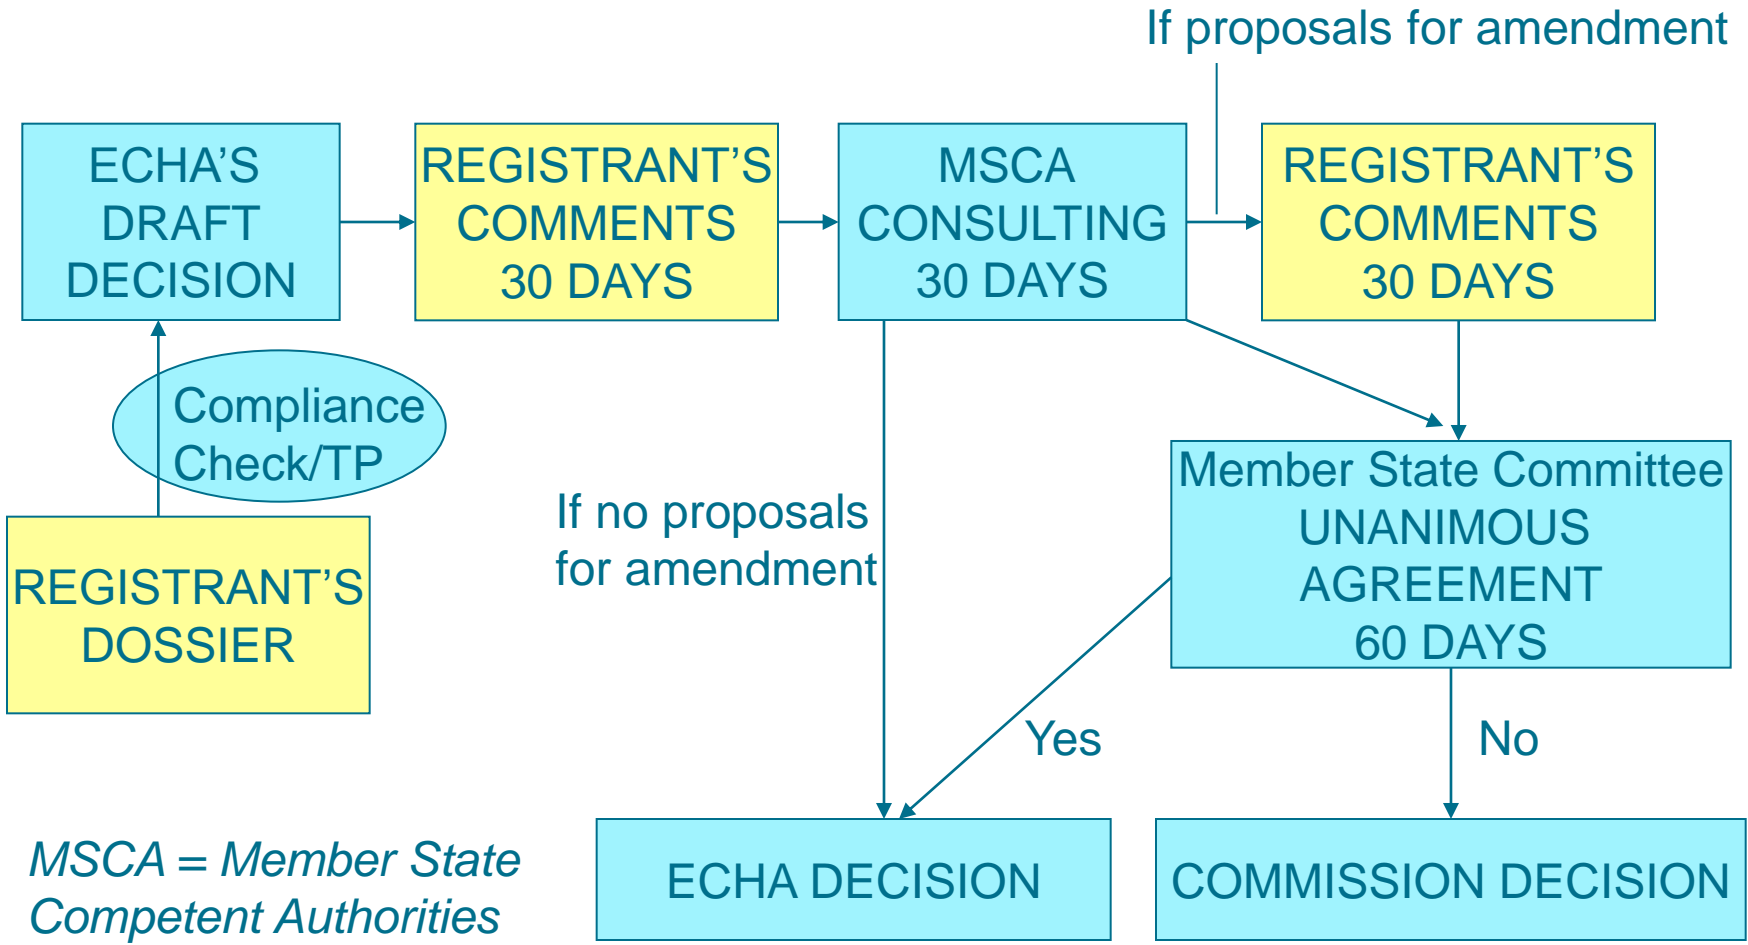 If proposals for amendment
ECHA’S
DRAFT
DECISION
REGISTRANT’S
COMMENTS
30 DAYS
MSCA
CONSULTING
30 DAYS
REGISTRANT’S
COMMENTS
30 DAYS
Compliance
Check/TP
REGISTRANT’S
DOSSIER
If no proposals
for amendment
Member State Committee
UNANIMOUS
AGREEMENT
60 DAYS
Yes
No
MSCA = Member State
Competent Authorities
ECHA DECISION
COMMISSION DECISION